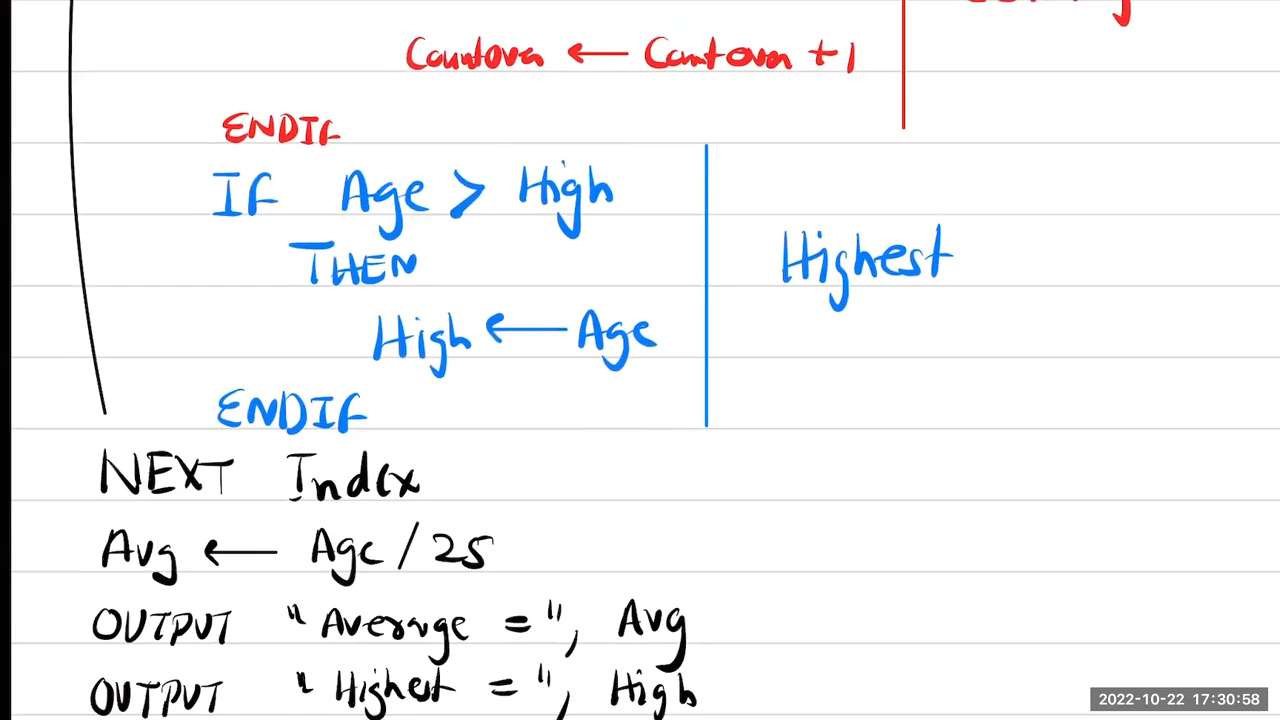 Countover ← Countover + 1
ENDIF
IF Age > High
THEN
Highest
High ← Age
ENDIF
NEXT Index
Avg ← Age / 25
OUTPUT "Average = ", Avg
OUTPUT "Highest = ", High
2022-10-22 17:30:58